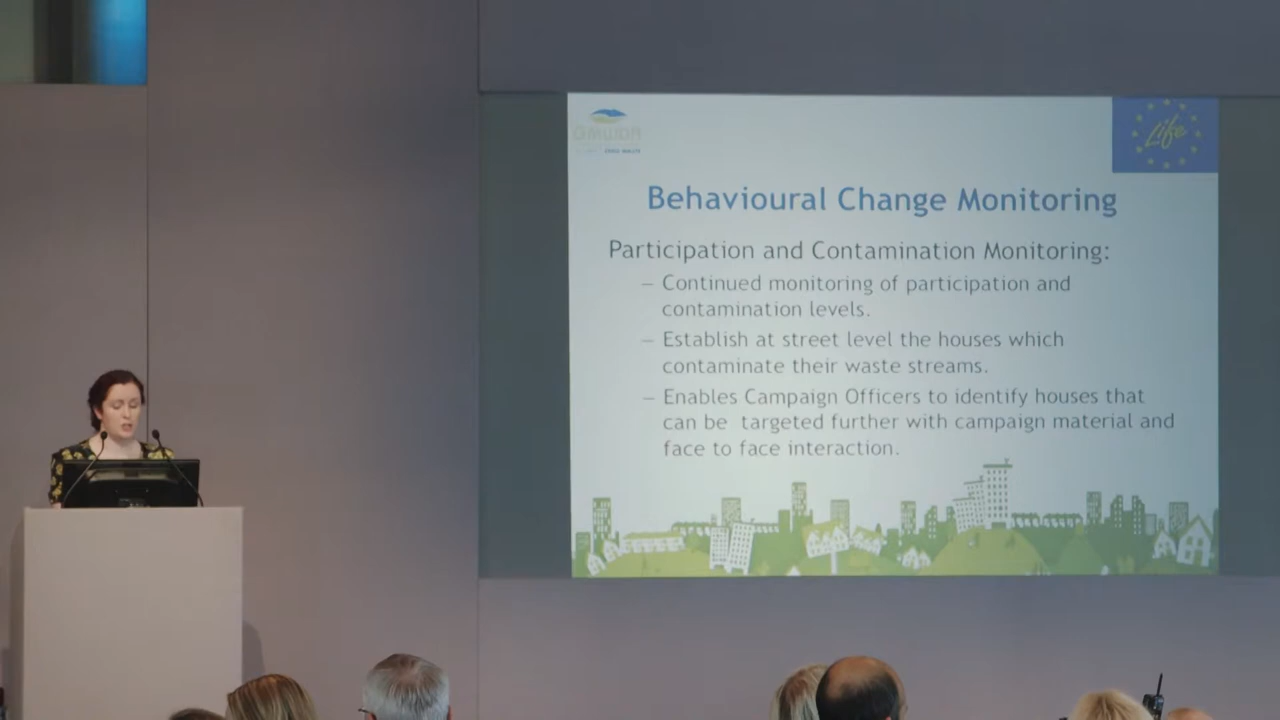 GMWDA
Life
Behavioural Change Monitoring
Participation and Contamination Monitoring:
– Continued monitoring of participation and
contamination levels.
– Establish at street level the houses which
contaminate their waste streams.
– Enables Campaign Officers to identify houses that
can be targeted further with campaign material and
face to face interaction.